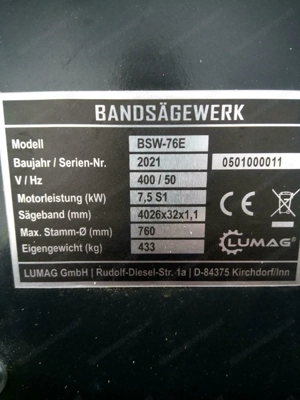 BANDSÄGEWERK
Modell BSW-76E
Baujahr / Serien-Nr. 2021 0501000011
V / Hz 400 / 50
Motorleistung (kW) 7,5 S1
Sägeband (mm) 4026x32x1,1
Max. Stamm-Ø (mm) 760
Eigengewicht (kg) 433
CE
LUMAG®
LUMAG GmbH | Rudolf-Diesel-Str. 1a | D-84375 Kirchdorf/Inn